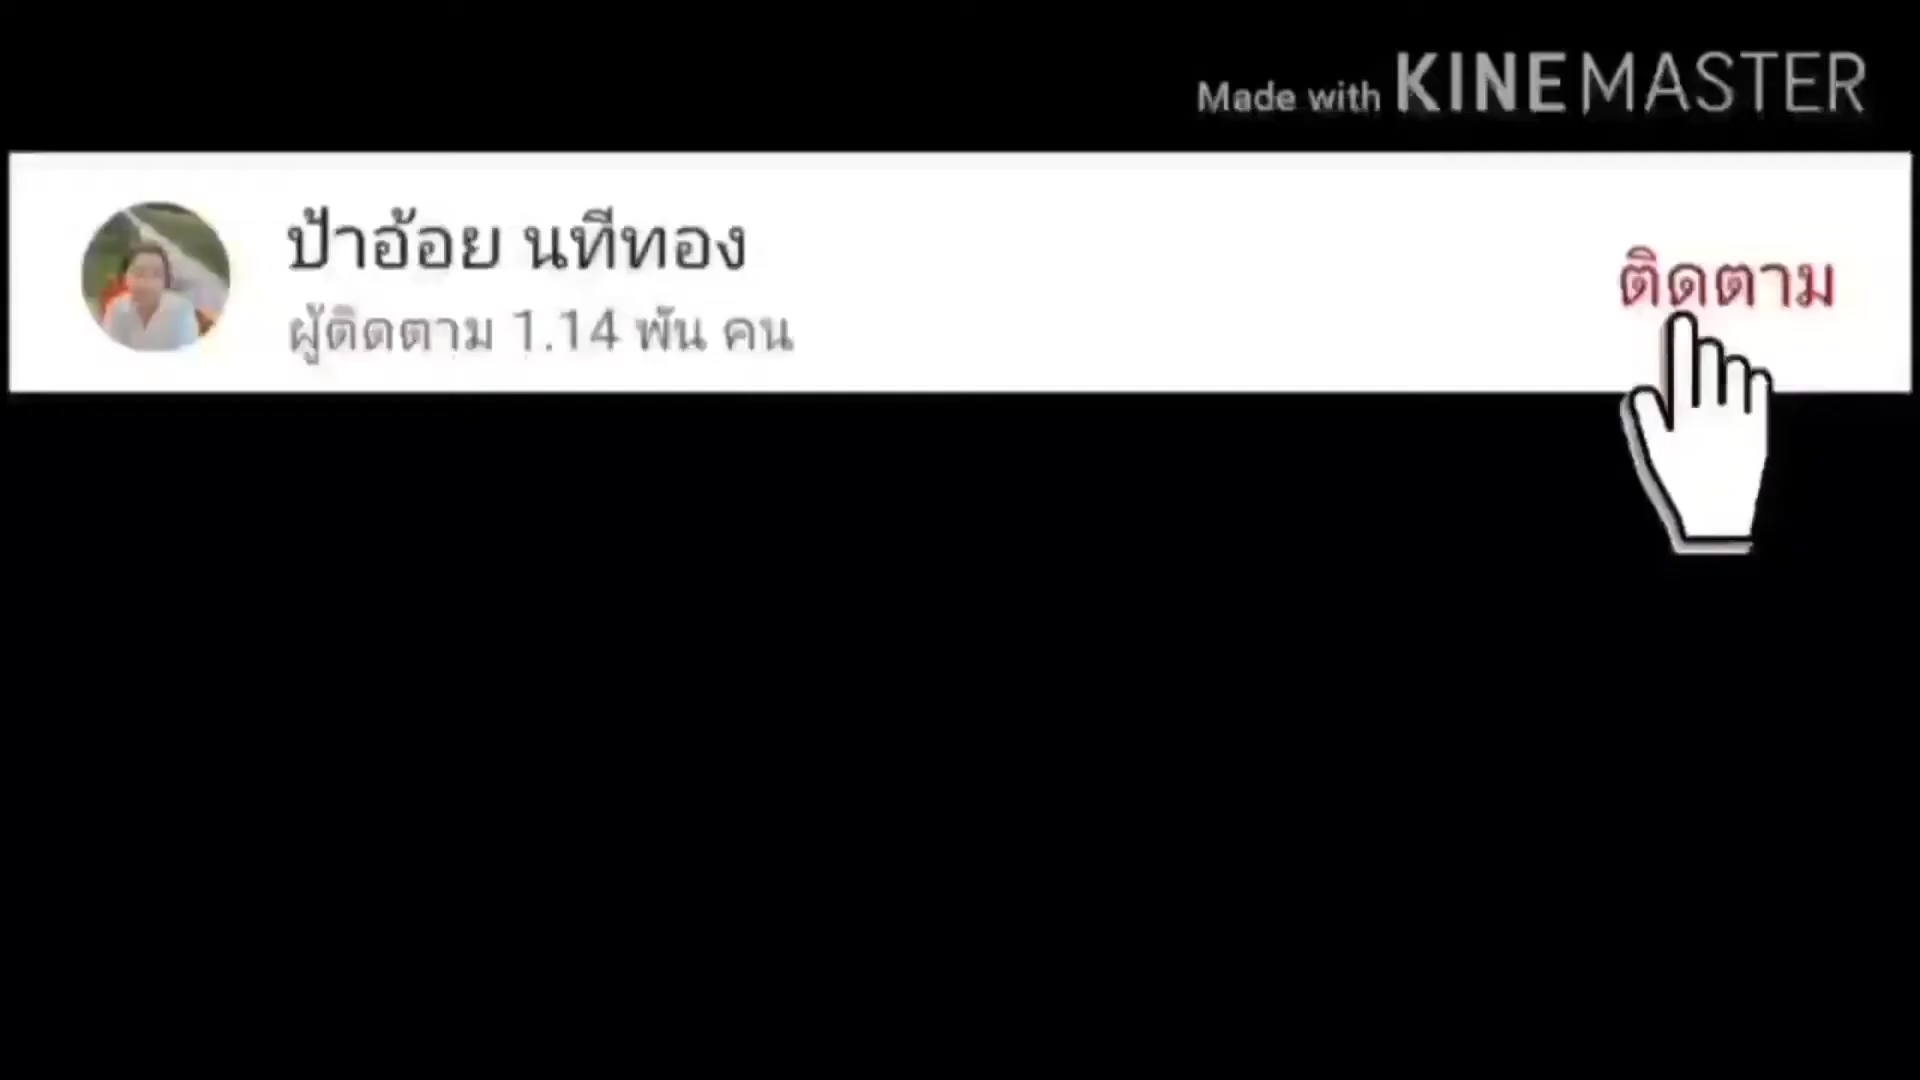 Made with KINEMASTER
ป้าอ้อย นทีทอง
ผู้ติดตาม 1.14 พัน คน
ติดตาม